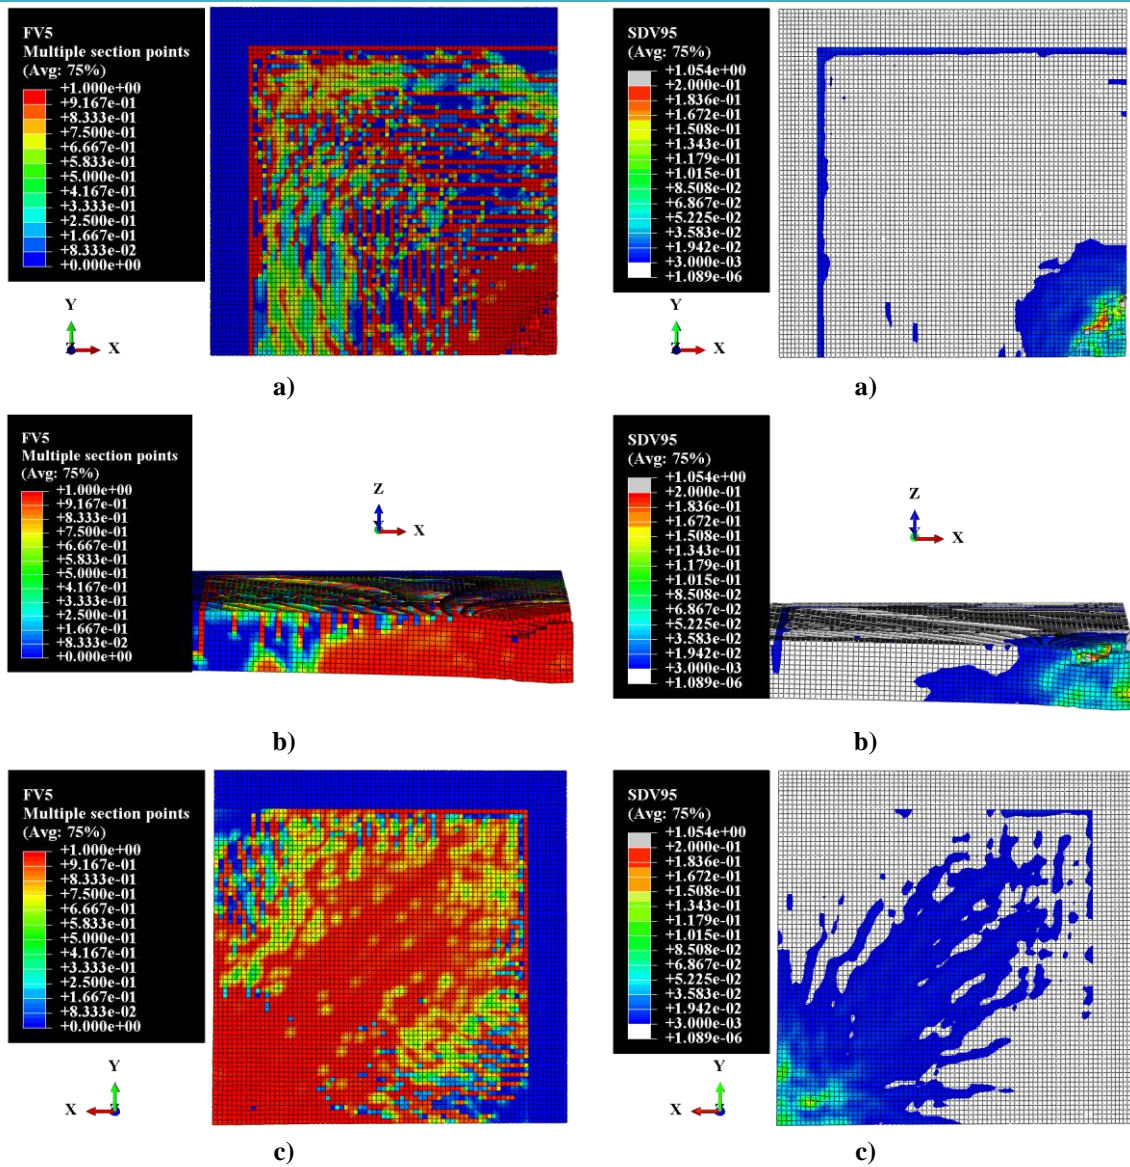 FV5
Multiple section points
(Avg: 75%)
+1.000e+00
+9.167e-01
+8.333e-01
+7.500e-01
+6.667e-01
+5.833e-01
+5.000e-01
+4.167e-01
+3.333e-01
+2.500e-01
+1.667e-01
+8.333e-02
+0.000e+00
Y
Z
X
a)
SDV95
(Avg: 75%)
+1.054e+00
+2.000e-01
+1.836e-01
+1.672e-01
+1.508e-01
+1.343e-01
+1.179e-01
+1.015e-01
+8.508e-02
+6.867e-02
+5.225e-02
+3.583e-02
+1.942e-02
+3.000e-03
+1.089e-06
Y
Z
X
a)
FV5
Multiple section points
(Avg: 75%)
+1.000e+00
+9.167e-01
+8.333e-01
+7.500e-01
+6.667e-01
+5.833e-01
+5.000e-01
+4.167e-01
+3.333e-01
+2.500e-01
+1.667e-01
+8.333e-02
+0.000e+00
Z
Y
X
b)
SDV95
(Avg: 75%)
+1.054e+00
+2.000e-01
+1.836e-01
+1.672e-01
+1.508e-01
+1.343e-01
+1.179e-01
+1.015e-01
+8.508e-02
+6.867e-02
+5.225e-02
+3.583e-02
+1.942e-02
+3.000e-03
+1.089e-06
Z
Y
X
b)
FV5
Multiple section points
(Avg: 75%)
+1.000e+00
+9.167e-01
+8.333e-01
+7.500e-01
+6.667e-01
+5.833e-01
+5.000e-01
+4.167e-01
+3.333e-01
+2.500e-01
+1.667e-01
+8.333e-02
+0.000e+00
Y
X
Z
c)
SDV95
(Avg: 75%)
+1.054e+00
+2.000e-01
+1.836e-01
+1.672e-01
+1.508e-01
+1.343e-01
+1.179e-01
+1.015e-01
+8.508e-02
+6.867e-02
+5.225e-02
+3.583e-02
+1.942e-02
+3.000e-03
+1.089e-06
Y
X
Z
c)